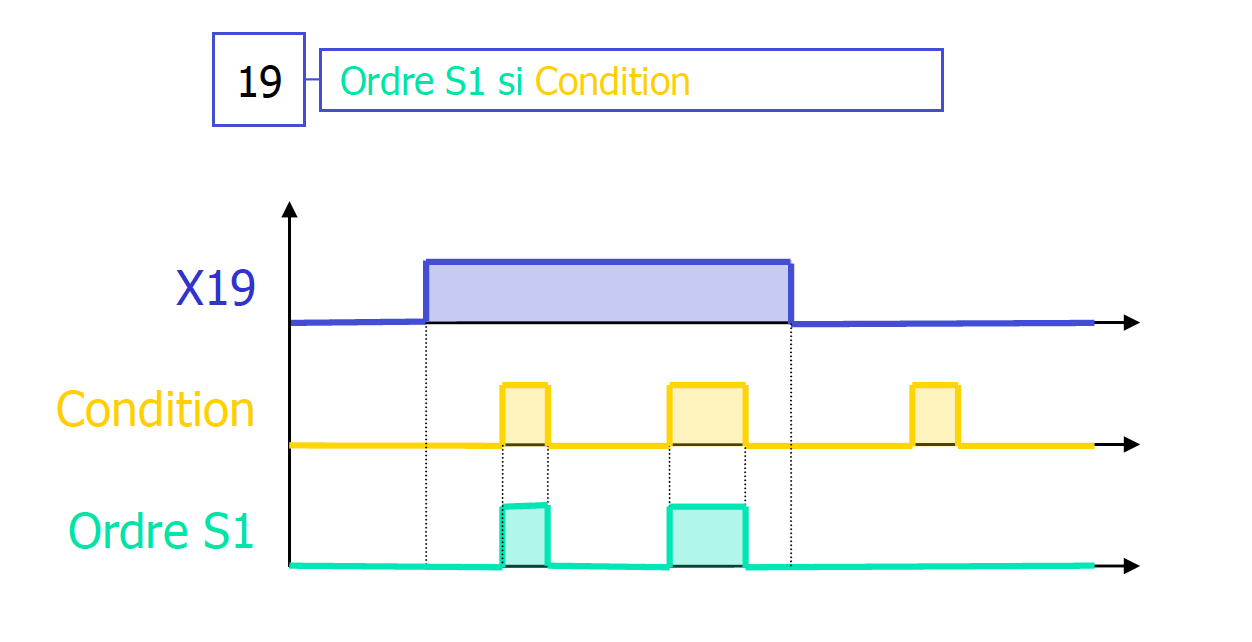 19
Ordre S1 si Condition
X19
Condition
Ordre S1